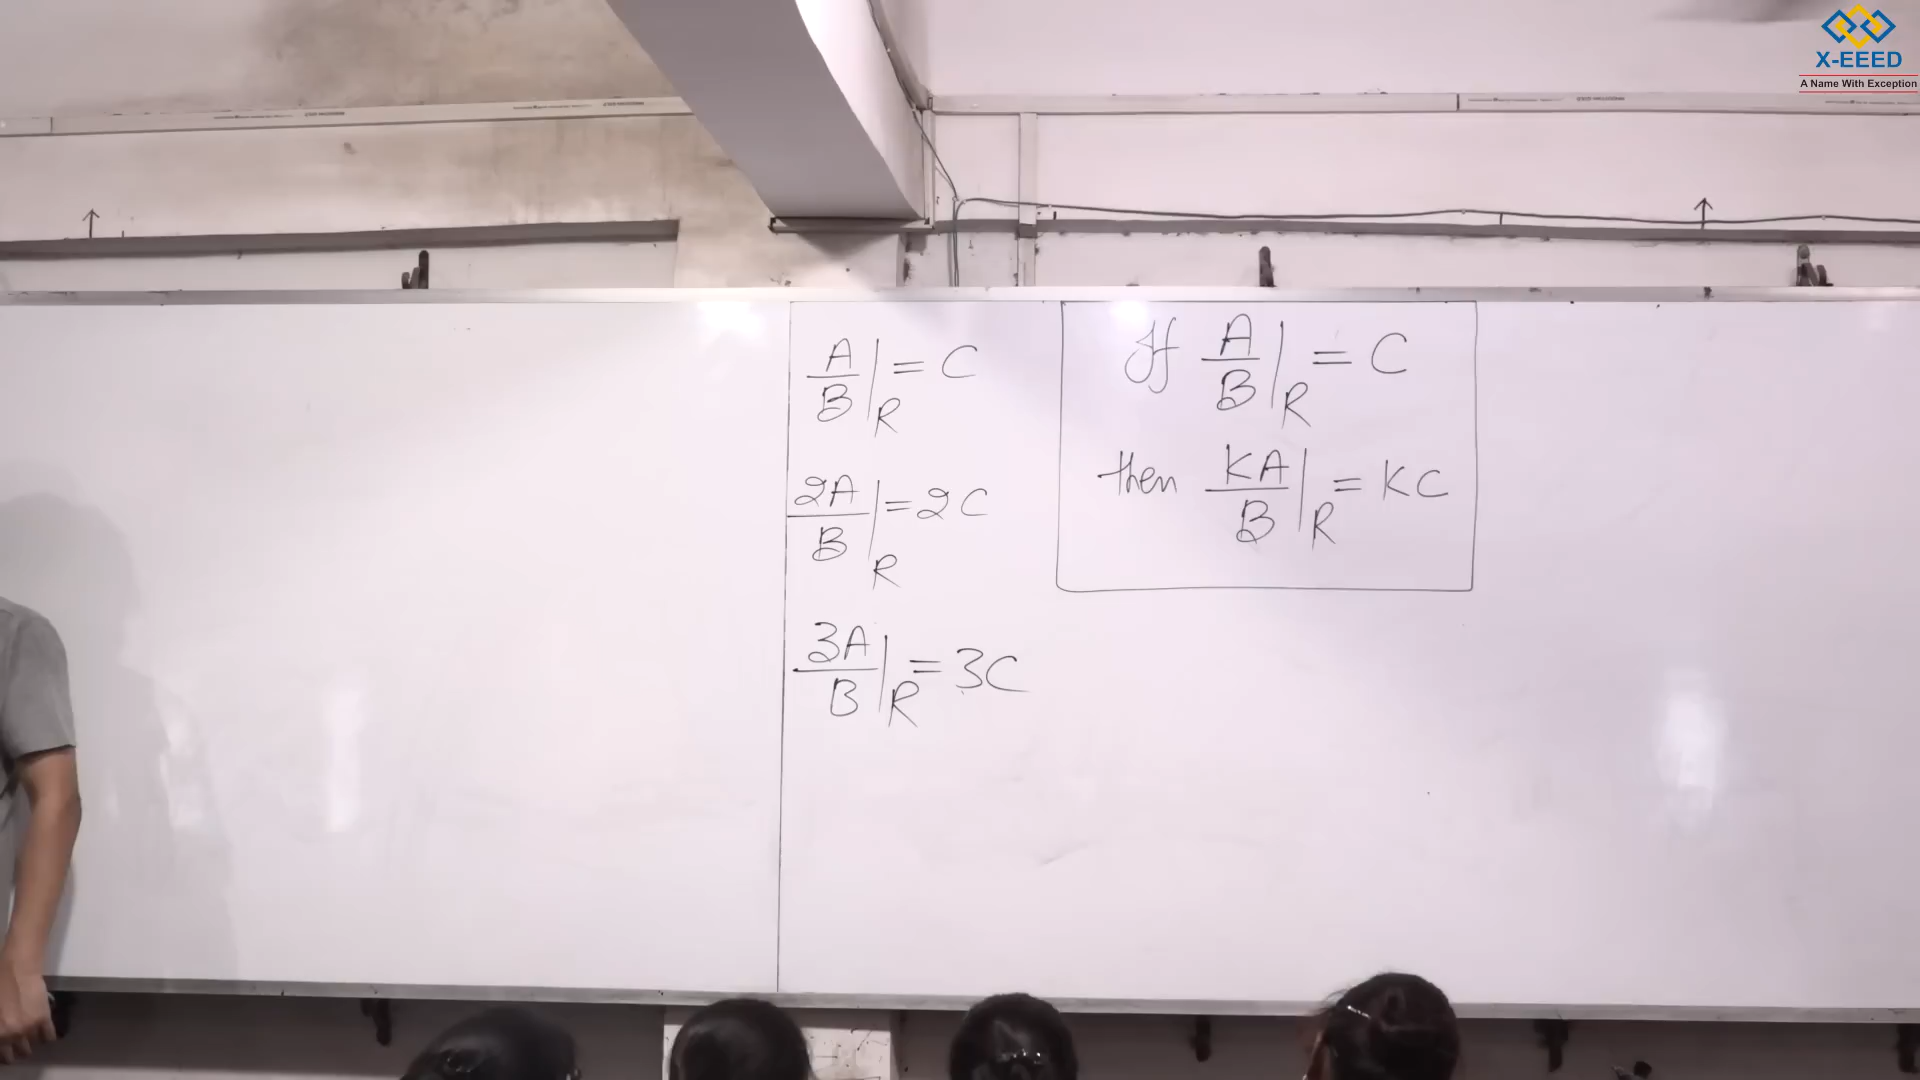 X-EEED
A Name With Exception
A/B|R = C
2A/B|R = 2C
3A/B|R = 3C
If A/B|R = C
then KA/B|R = KC